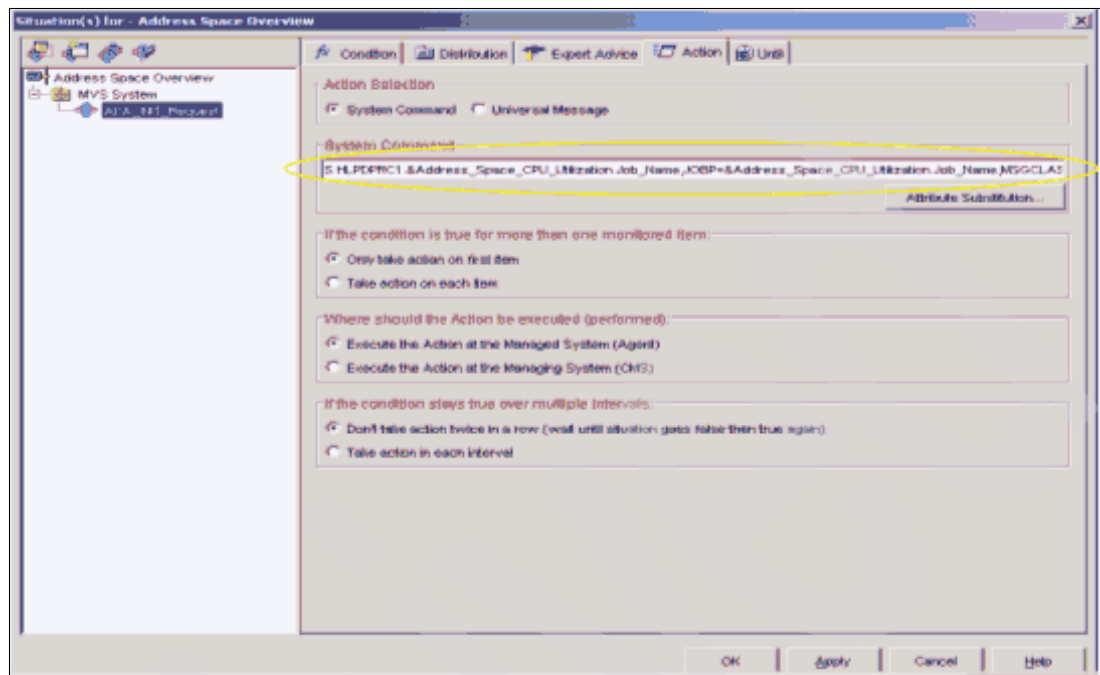 Situation(s) for - Address Space Overview
Condition Distribution Expert Advice Action Until
Address Space Overview
MVS System
Action Selection
System Command Universal Message
System Command
&Address_Space_CPU_Utilization.Job_Name,JOBP=&Address_Space_CPU_Utilization.Job_Name,MSGCLAS
Attribute Substitution...
If the condition is true for more than one monitored item:
Only take action on first item
Take action on each item
Where should the Action be executed (performed):
Execute the Action at the Managed System (Agent)
Execute the Action at the Managing System (CMS)
If the condition stays true over multiple intervals:
Don't take action twice in a row (wait until situation goes false then true again)
Take action in each interval
OK Apply Cancel Help